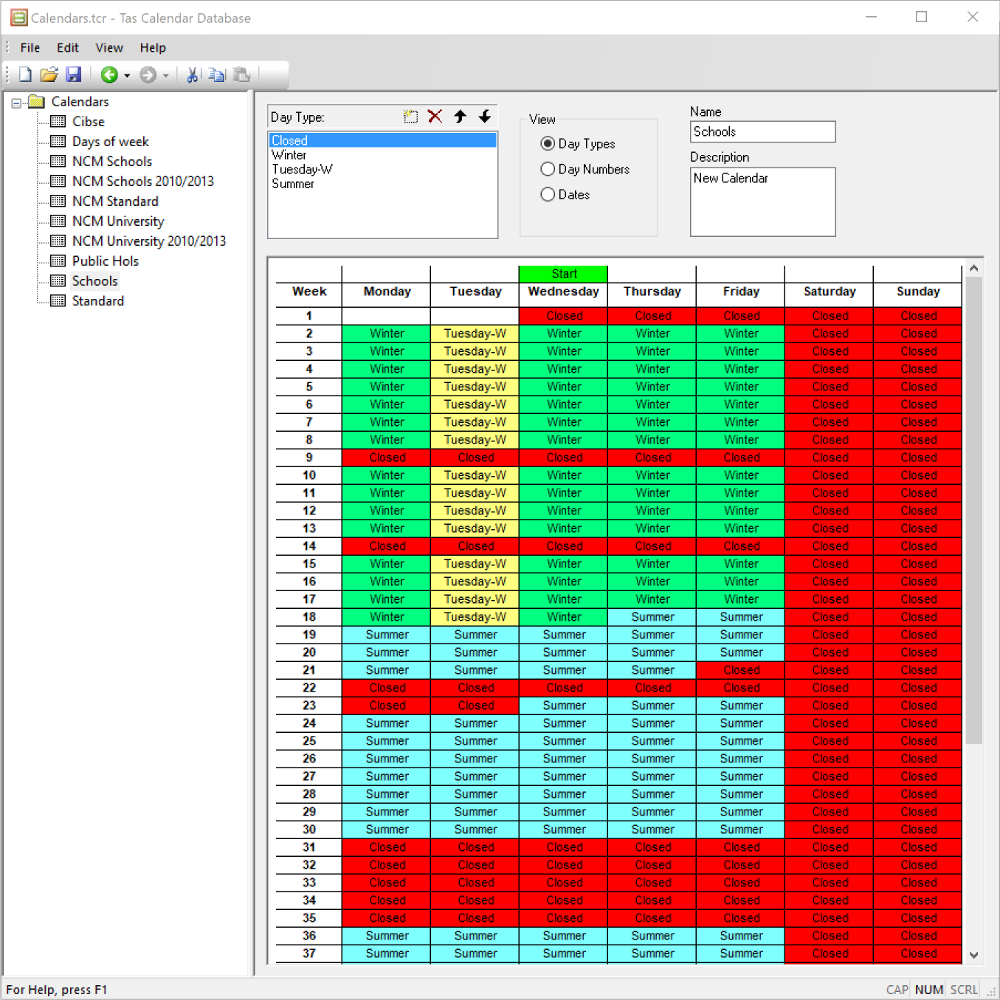 Calendars.tcr - Tas Calendar Database
File Edit View Help
Calendars
Cibse
Days of week
NCM Schools
NCM Schools 2010/2013
NCM Standard
NCM University
NCM University 2010/2013
Public Hols
Schools
Standard
Day Type:
Closed
Winter
Tuesday-W
Summer
View
Day Types
Day Numbers
Dates
Name
Schools
Description
New Calendar
Start
Week Monday Tuesday Wednesday Thursday Friday Saturday Sunday
1 Closed Closed Closed Closed Closed
2 Winter Tuesday-W Winter Winter Winter Closed Closed
3 Winter Tuesday-W Winter Winter Winter Closed Closed
4 Winter Tuesday-W Winter Winter Winter Closed Closed
5 Winter Tuesday-W Winter Winter Winter Closed Closed
6 Winter Tuesday-W Winter Winter Winter Closed Closed
7 Winter Tuesday-W Winter Winter Winter Closed Closed
8 Winter Tuesday-W Winter Winter Winter Closed Closed
9 Closed Closed Closed Closed Closed Closed Closed
10 Winter Tuesday-W Winter Winter Winter Closed Closed
11 Winter Tuesday-W Winter Winter Winter Closed Closed
12 Winter Tuesday-W Winter Winter Winter Closed Closed
13 Winter Tuesday-W Winter Winter Winter Closed Closed
14 Closed Closed Closed Closed Closed Closed Closed
15 Winter Tuesday-W Winter Winter Winter Closed Closed
16 Winter Tuesday-W Winter Winter Winter Closed Closed
17 Winter Tuesday-W Winter Winter Winter Closed Closed
18 Winter Tuesday-W Winter Summer Summer Closed Closed
19 Summer Summer Summer Summer Summer Closed Closed
20 Summer Summer Summer Summer Summer Closed Closed
21 Summer Summer Summer Summer Closed Closed Closed
22 Closed Closed Closed Closed Closed Closed Closed
23 Closed Closed Summer Summer Summer Closed Closed
24 Summer Summer Summer Summer Summer Closed Closed
25 Summer Summer Summer Summer Summer Closed Closed
26 Summer Summer Summer Summer Summer Closed Closed
27 Summer Summer Summer Summer Summer Closed Closed
28 Summer Summer Summer Summer Summer Closed Closed
29 Summer Summer Summer Summer Summer Closed Closed
30 Summer Summer Summer Summer Summer Closed Closed
31 Closed Closed Closed Closed Closed Closed Closed
32 Closed Closed Closed Closed Closed Closed Closed
33 Closed Closed Closed Closed Closed Closed Closed
34 Closed Closed Closed Closed Closed Closed Closed
35 Closed Closed Closed Closed Closed Closed Closed
36 Summer Summer Summer Summer Summer Closed Closed
37 Summer Summer Summer Summer Summer Closed Closed
For Help, press F1
CAP NUM SCRL